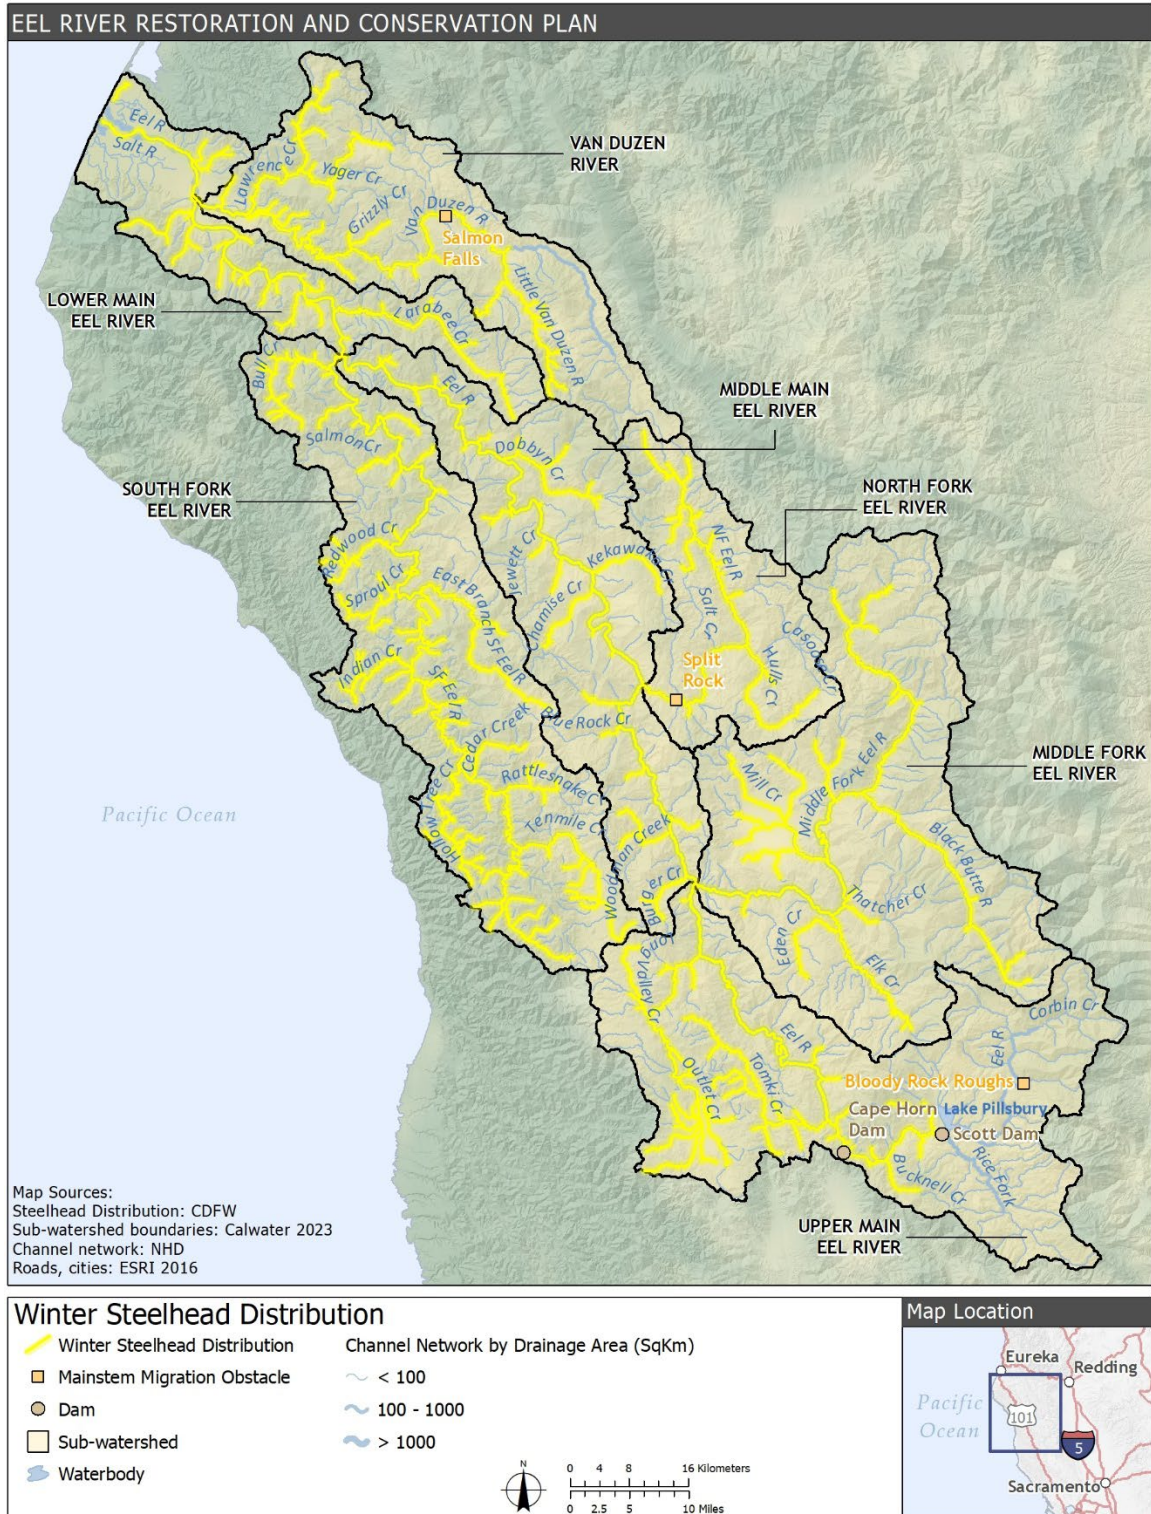 EEL RIVER RESTORATION AND CONSERVATION PLAN
VAN DUZEN
RIVER
Eel R
Salt R
Lawrence Cr
Yager Cr
Grizzly Cr
Van Duzen R
Salmon
Falls
Little Van Duzen R
LOWER MAIN
EEL RIVER
Larabee Cr
Bull Cr
Eel R
MIDDLE MAIN
EEL RIVER
Salmon Cr
Dobbyn Cr
SOUTH FORK
EEL RIVER
NORTH FORK
EEL RIVER
Redwood Cr
Sproul Cr
East Branch SF Eel R
Jewett Cr
Kekawaka Cr
Chamise Cr
NF Eel R
Salt Cr
Casoose Cr
Hulls Cr
Split
Rock
Indian Cr
SF Eel R
Cedar Creek
Blue Rock Cr
MIDDLE FORK
EEL RIVER
Middle Fork Eel R
Mill Cr
Rattlesnake C
Hollow Tree Cr
Tenmile Cr
Woodman Creek
Black Butte R
Burger Cr
Thatcher Cr
Eden Cr
Elk Cr
Long Valley Cr
Pacific Ocean
Corbin Cr
Eel R
Eel R
Outlet Cr
Tomki Cr
Bloody Rock Roughs
Cape Horn
Dam
Lake Pillsbury
Scott Dam
Bucknell Cr
Rice Fork
UPPER MAIN
EEL RIVER
Map Sources:
Steelhead Distribution: CDFW
Sub-watershed boundaries: Calwater 2023
Channel network: NHD
Roads, cities: ESRI 2016
Winter Steelhead Distribution
Winter Steelhead Distribution
Mainstem Migration Obstacle
Dam
Sub-watershed
Waterbody
Channel Network by Drainage Area (SqKm)
< 100
100 - 1000
> 1000
N
0 4 8 16 Kilometers
0 2.5 5 10 Miles
Map Location
Eureka
Redding
Pacific
Ocean
101
5
Sacramento